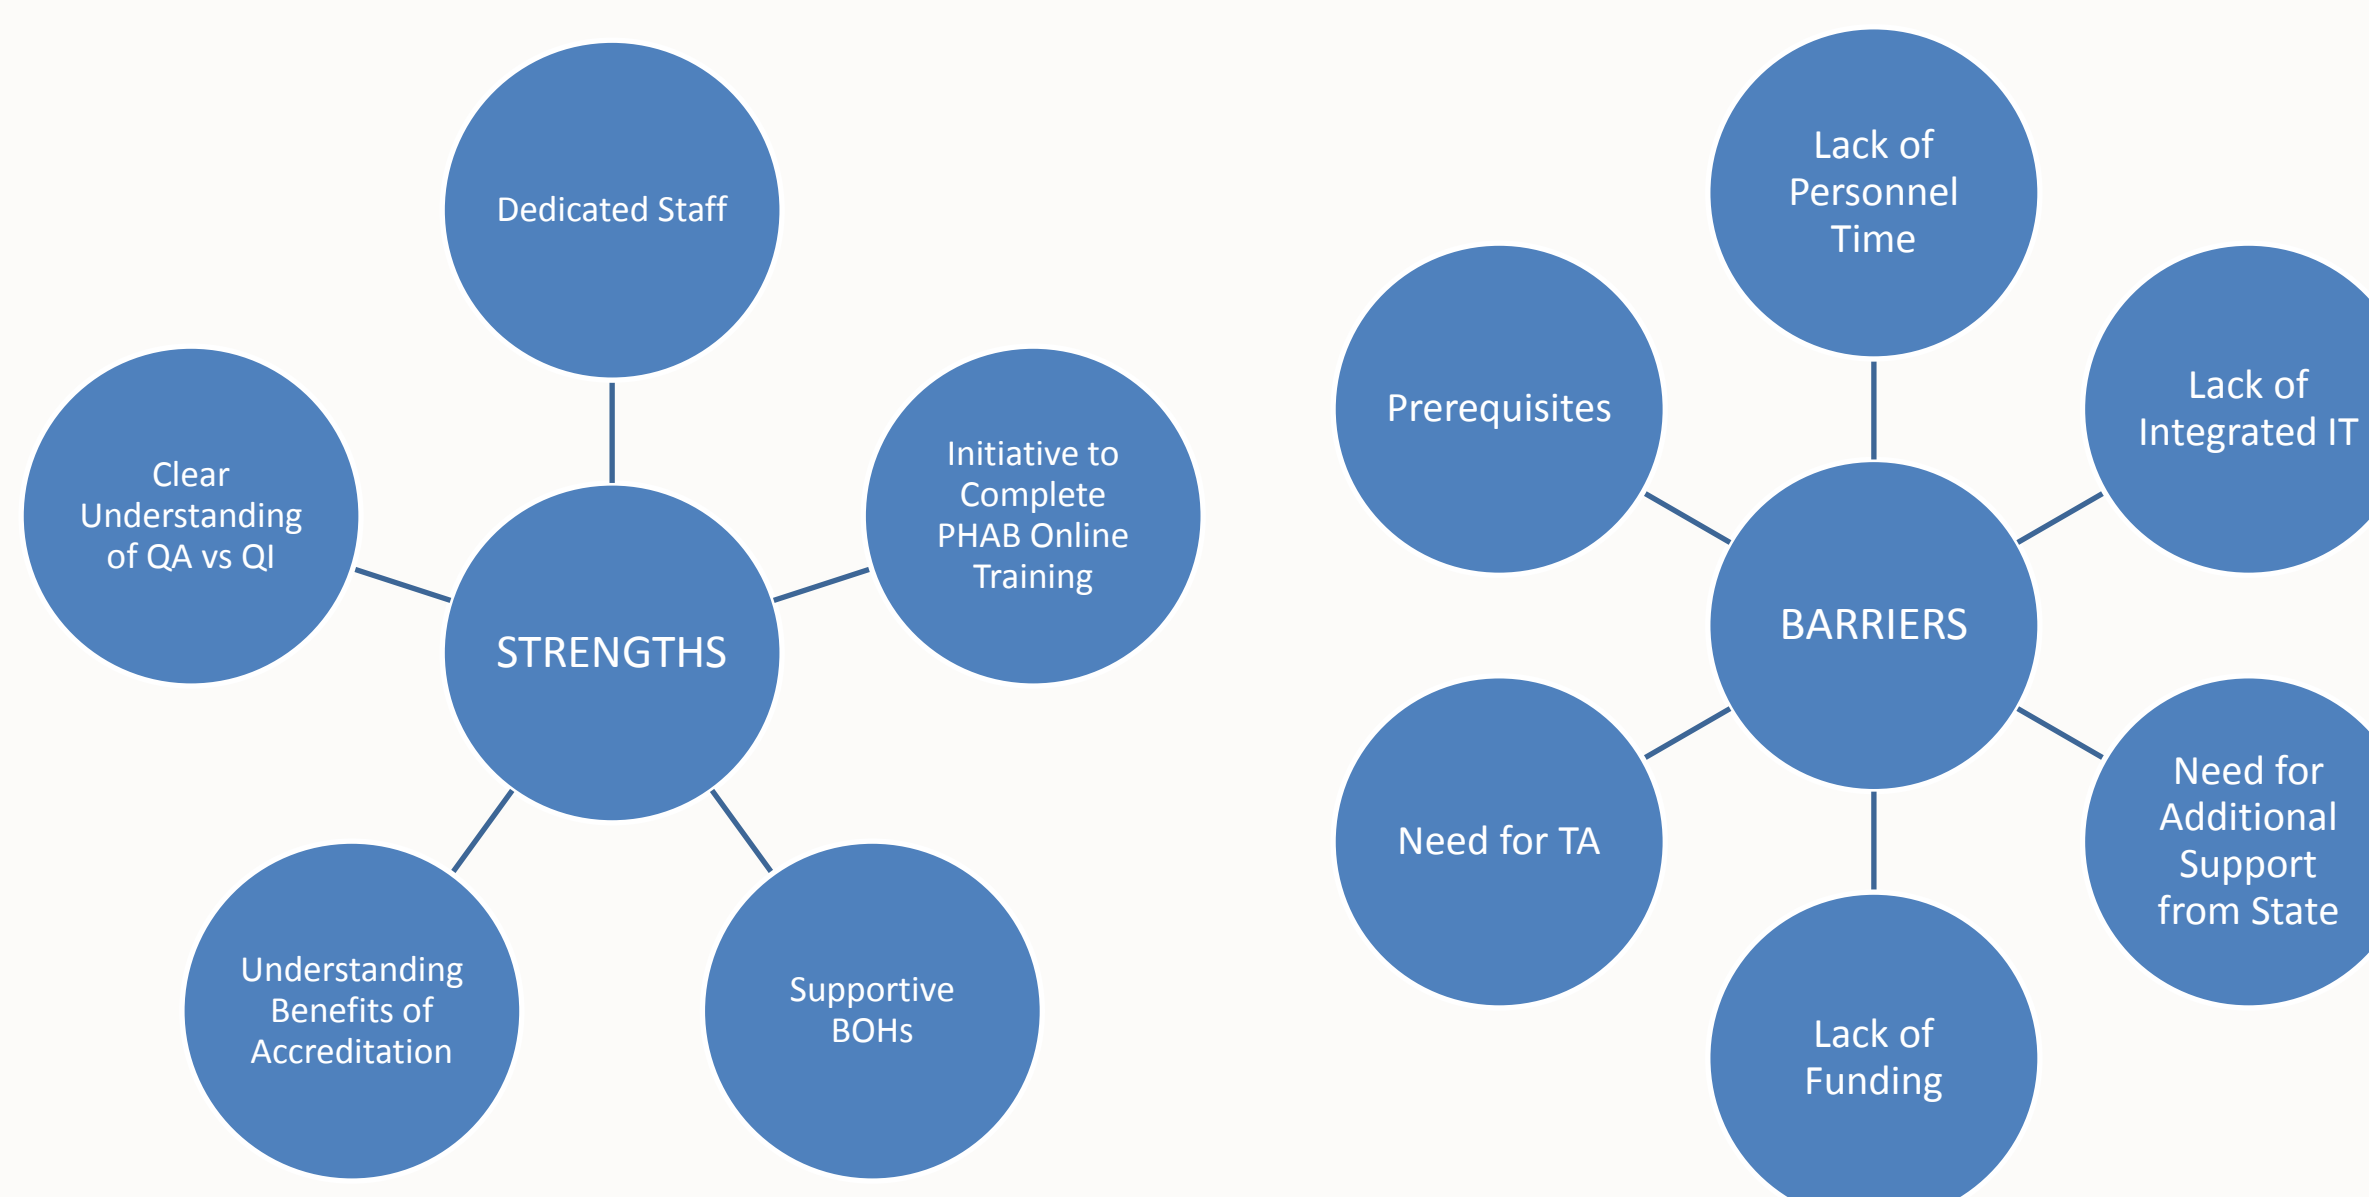 Dedicated Staff
Initiative to
Complete
PHAB Online
Training
Supportive
BOHs
Understanding
Benefits of
Accreditation
Clear
Understanding
of QA vs QI
STRENGTHS
Lack of
Personnel
Time
Lack of
Integrated IT
Need for
Additional
Support
from State
Lack of
Funding
Need for TA
Prerequisites
BARRIERS